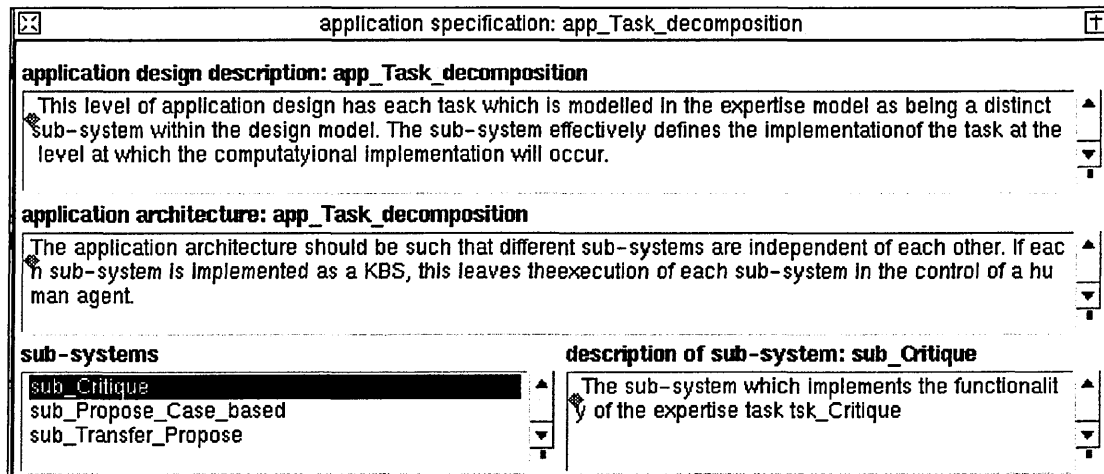 application specification: app_Task_decomposition
application design description: app_Task_decomposition
This level of application design has each task which is modelled in the expertise model as being a distinct
sub-system within the design model. The sub-system effectively defines the implementationof the task at the
level at which the computatyional implementation will occur.
application architecture: app_Task_decomposition
The application architecture should be such that different sub-systems are independent of each other. If eac
h sub-system is implemented as a KBS, this leaves theexecution of each sub-system in the control of a hu
man agent.
sub-systems
sub_Critique
sub_Propose_Case_based
sub_Transfer_Propose
description of sub-system: sub_Critique
The sub-system which implements the functionalit
y of the expertise task tsk_Critique